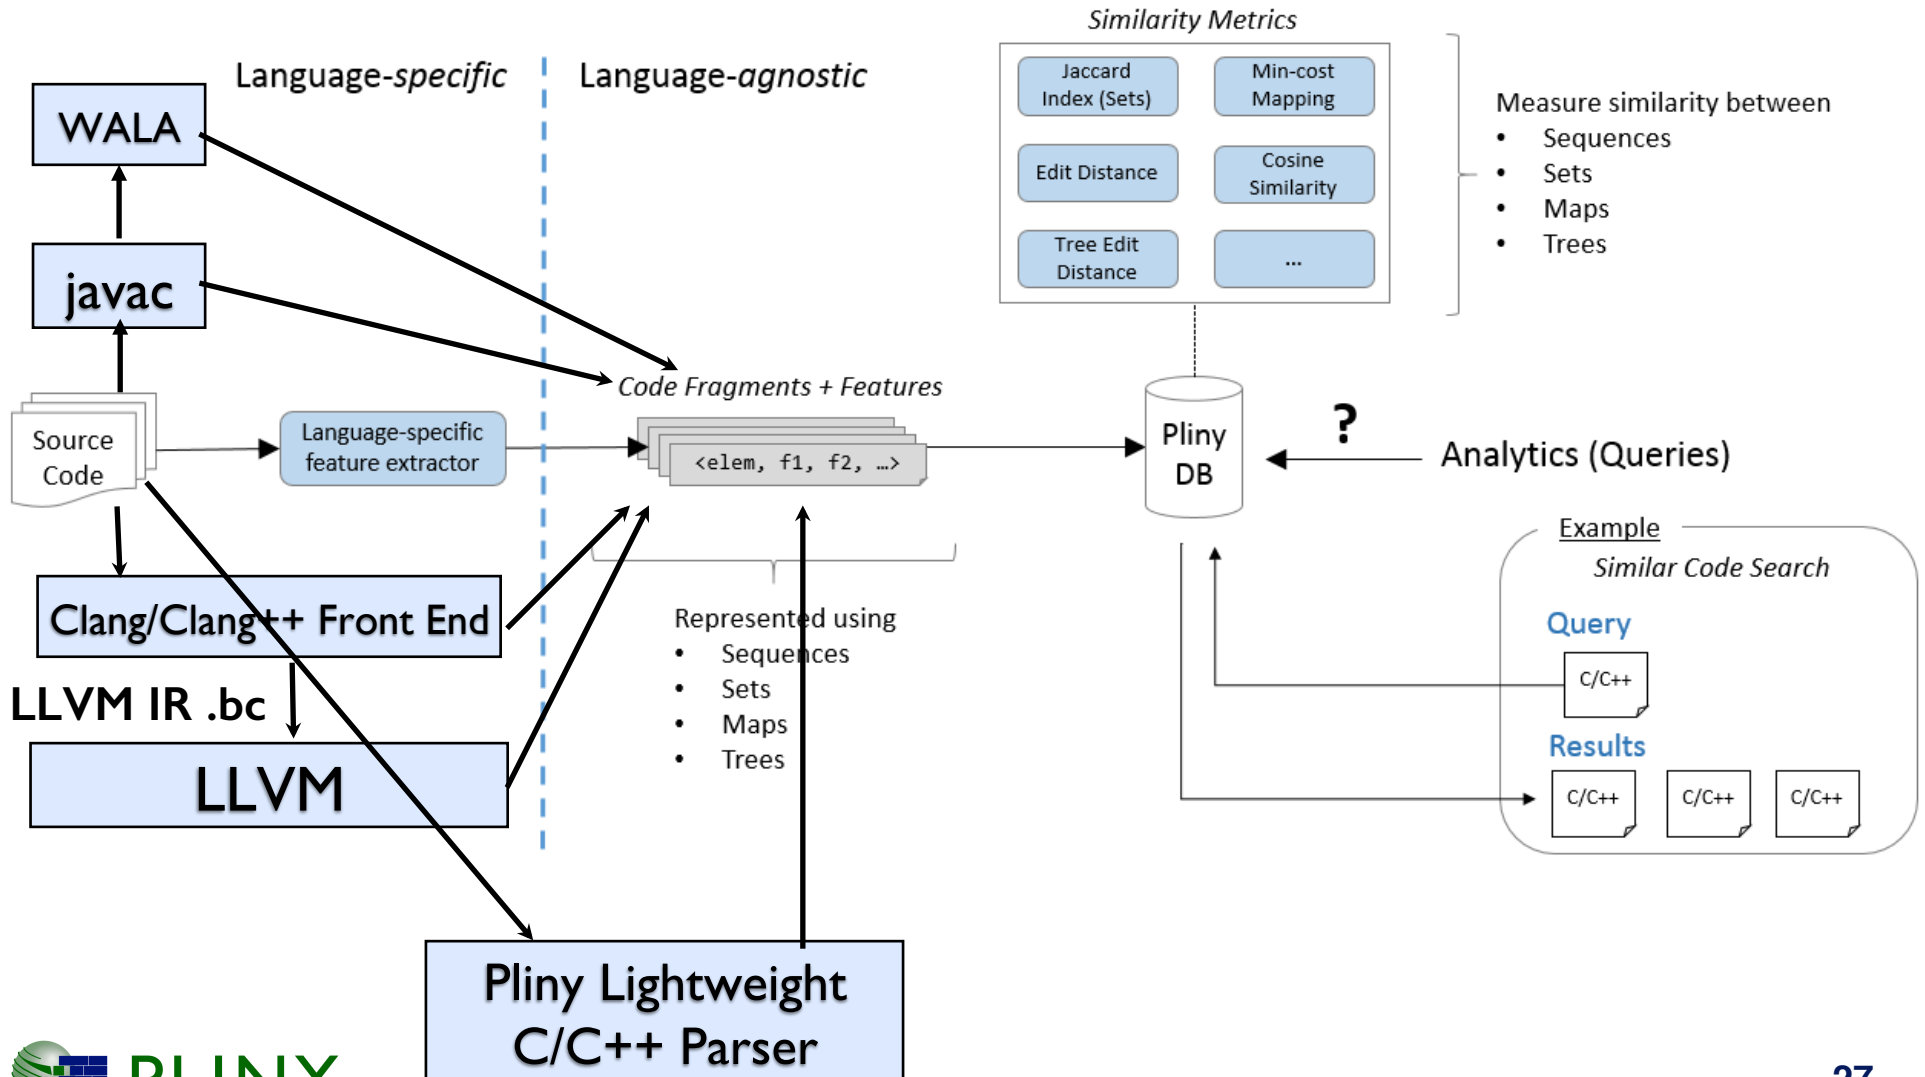 Similarity Metrics
Language-specific
Language-agnostic
Jaccard
Index (Sets)
Min-cost
Mapping
Edit Distance
Cosine
Similarity
Tree Edit
Distance
...
Measure similarity between
• Sequences
• Sets
• Maps
• Trees
WALA
javac
Source
Code
Language-specific
feature extractor
Code Fragments + Features
<elem, f1, f2, …>
Pliny
DB
?
Analytics (Queries)
Clang/Clang++ Front End
LLVM IR .bc
LLVM
Represented using
• Sequences
• Sets
• Maps
• Trees
Example
Similar Code Search
Query
C/C++
Results
C/C++
C/C++
C/C++
Pliny Lightweight
C/C++ Parser
PLINY
27